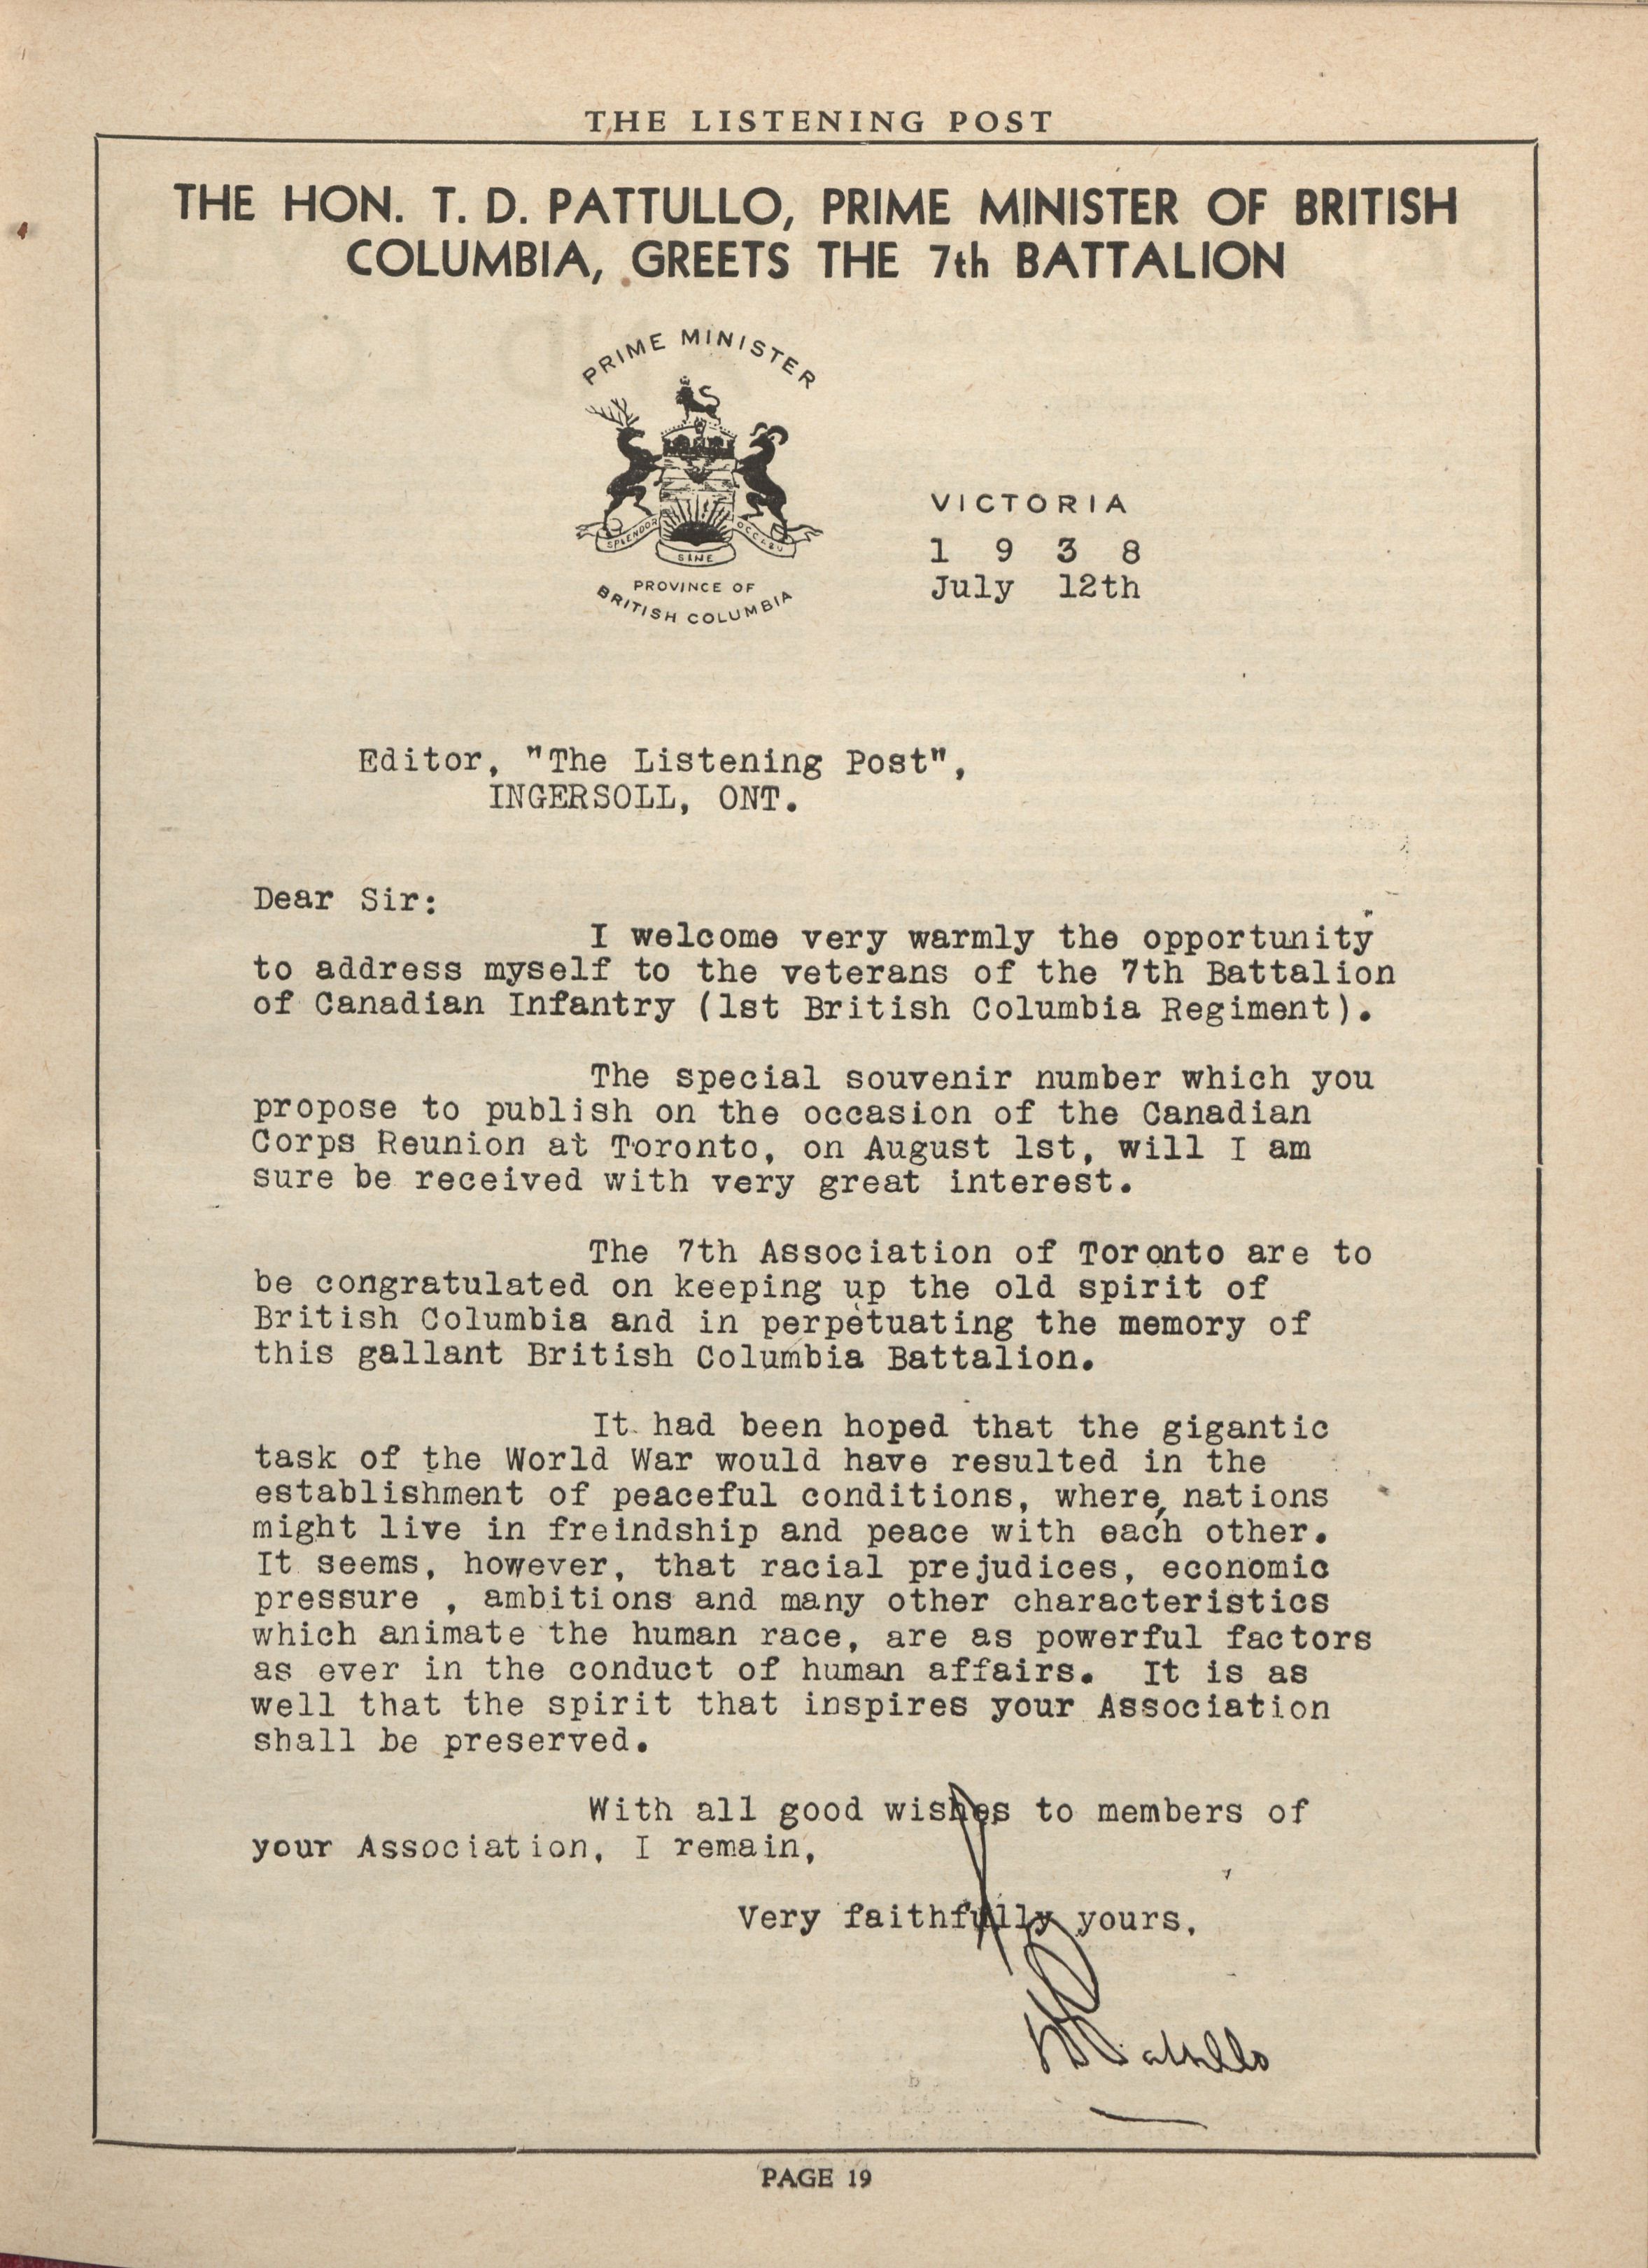 THE LISTENING POST
THE HON. T. D. PATTULLO, PRIME MINISTER OF BRITISH
COLUMBIA, GREETS THE 7th BATTALION
PRIME MINISTER
SPLENDOR
SINE
OCCASU
PROVINCE OF
BRITISH COLUMBIA
VICTORIA
1 9 3 8
July 12th
Editor, "The Listening Post",
INGERSOLL, ONT.
Dear Sir:
I welcome very warmly the opportunity
to address myself to the veterans of the 7th Battalion
of Canadian Infantry (1st British Columbia Regiment).
The special souvenir number which you
propose to publish on the occasion of the Canadian
Corps Reunion at Toronto, on August 1st, will I am
sure be received with very great interest.
The 7th Association of Toronto are to
be congratulated on keeping up the old spirit of
British Columbia and in perpetuating the memory of
this gallant British Columbia Battalion.
It had been hoped that the gigantic
task of the World War would have resulted in the
establishment of peaceful conditions, where, nations
might live in freindship and peace with each other.
It seems, however, that racial prejudices, economic
pressure , ambitions and many other characteristics
which animate the human race, are as powerful factors
as ever in the conduct of human affairs. It is as
well that the spirit that inspires your Association
shall be preserved.
With all good wishes to members of
your Association, I remain,
Very faithfully yours,
Pattullo
PAGE 19